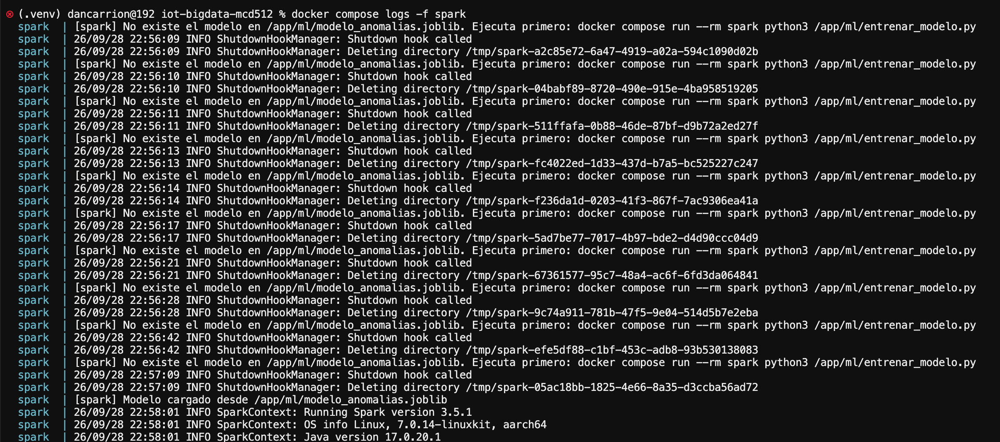 (.venv) dancarrion@192 iot-bigdata-mcd512 % docker compose logs -f spark
spark | [spark] No existe el modelo en /app/ml/modelo_anomalias.joblib. Ejecuta primero: docker compose run --rm spark python3 /app/ml/entrenar_modelo.py
spark | 26/09/28 22:56:09 INFO ShutdownHookManager: Shutdown hook called
spark | 26/09/28 22:56:09 INFO ShutdownHookManager: Deleting directory /tmp/spark-a2c85e72-6a47-4919-a02a-594c1090d02b
spark | [spark] No existe el modelo en /app/ml/modelo_anomalias.joblib. Ejecuta primero: docker compose run --rm spark python3 /app/ml/entrenar_modelo.py
spark | 26/09/28 22:56:10 INFO ShutdownHookManager: Shutdown hook called
spark | 26/09/28 22:56:10 INFO ShutdownHookManager: Deleting directory /tmp/spark-04babf89-8720-490e-915e-4ba958519205
spark | [spark] No existe el modelo en /app/ml/modelo_anomalias.joblib. Ejecuta primero: docker compose run --rm spark python3 /app/ml/entrenar_modelo.py
spark | 26/09/28 22:56:11 INFO ShutdownHookManager: Shutdown hook called
spark | 26/09/28 22:56:11 INFO ShutdownHookManager: Deleting directory /tmp/spark-511ffafa-0b88-46de-87bf-d9b72a2ed27f
spark | [spark] No existe el modelo en /app/ml/modelo_anomalias.joblib. Ejecuta primero: docker compose run --rm spark python3 /app/ml/entrenar_modelo.py
spark | 26/09/28 22:56:13 INFO ShutdownHookManager: Shutdown hook called
spark | 26/09/28 22:56:13 INFO ShutdownHookManager: Deleting directory /tmp/spark-fc4022ed-1d33-437d-b7a5-bc525227c247
spark | [spark] No existe el modelo en /app/ml/modelo_anomalias.joblib. Ejecuta primero: docker compose run --rm spark python3 /app/ml/entrenar_modelo.py
spark | 26/09/28 22:56:14 INFO ShutdownHookManager: Shutdown hook called
spark | 26/09/28 22:56:14 INFO ShutdownHookManager: Deleting directory /tmp/spark-f236da1d-0203-41f3-867f-7ac9306ea41a
spark | [spark] No existe el modelo en /app/ml/modelo_anomalias.joblib. Ejecuta primero: docker compose run --rm spark python3 /app/ml/entrenar_modelo.py
spark | 26/09/28 22:56:17 INFO ShutdownHookManager: Shutdown hook called
spark | 26/09/28 22:56:17 INFO ShutdownHookManager: Deleting directory /tmp/spark-5ad7be77-7017-4b97-bde2-d4d90ccc04d9
spark | [spark] No existe el modelo en /app/ml/modelo_anomalias.joblib. Ejecuta primero: docker compose run --rm spark python3 /app/ml/entrenar_modelo.py
spark | 26/09/28 22:56:21 INFO ShutdownHookManager: Shutdown hook called
spark | 26/09/28 22:56:21 INFO ShutdownHookManager: Deleting directory /tmp/spark-67361577-95c7-48a4-ac6f-6fd3da064841
spark | [spark] No existe el modelo en /app/ml/modelo_anomalias.joblib. Ejecuta primero: docker compose run --rm spark python3 /app/ml/entrenar_modelo.py
spark | 26/09/28 22:56:28 INFO ShutdownHookManager: Shutdown hook called
spark | 26/09/28 22:56:28 INFO ShutdownHookManager: Deleting directory /tmp/spark-9c74a911-781b-47f5-9e04-514d5b7e2eba
spark | [spark] No existe el modelo en /app/ml/modelo_anomalias.joblib. Ejecuta primero: docker compose run --rm spark python3 /app/ml/entrenar_modelo.py
spark | 26/09/28 22:56:42 INFO ShutdownHookManager: Shutdown hook called
spark | 26/09/28 22:56:42 INFO ShutdownHookManager: Deleting directory /tmp/spark-efe5df88-c1bf-453c-adb8-93b530138083
spark | [spark] No existe el modelo en /app/ml/modelo_anomalias.joblib. Ejecuta primero: docker compose run --rm spark python3 /app/ml/entrenar_modelo.py
spark | 26/09/28 22:57:09 INFO ShutdownHookManager: Shutdown hook called
spark | 26/09/28 22:57:09 INFO ShutdownHookManager: Deleting directory /tmp/spark-05ac18bb-1825-4e66-8a35-d3ccba56ad72
spark | [spark] Modelo cargado desde /app/ml/modelo_anomalias.joblib
spark | 26/09/28 22:58:01 INFO SparkContext: Running Spark version 3.5.1
spark | 26/09/28 22:58:01 INFO SparkContext: OS info Linux, 7.0.14-linuxkit, aarch64
spark | 26/09/28 22:58:01 INFO SparkContext: Java version 17.0.20.1